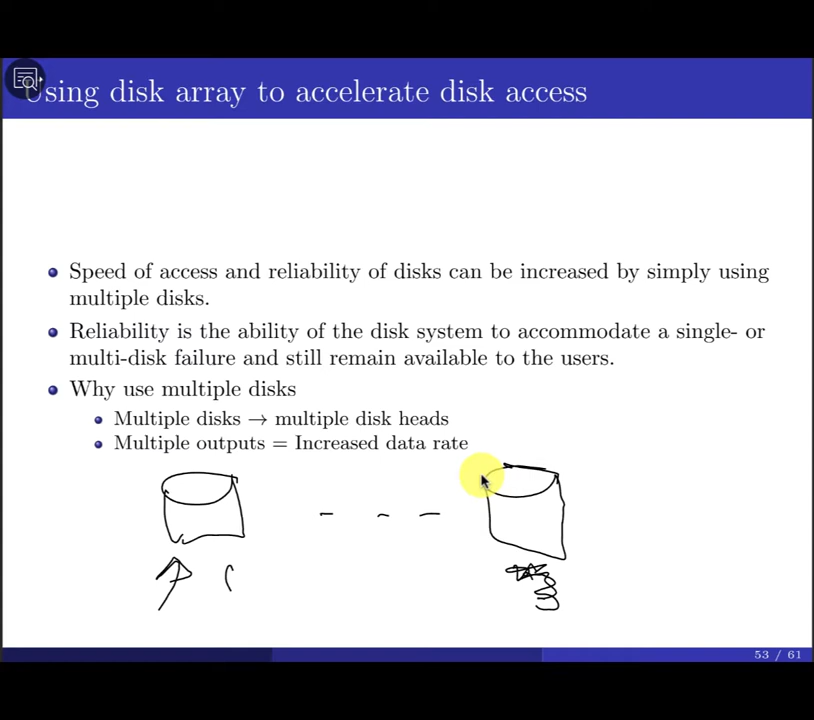 Using disk array to accelerate disk access
Speed of access and reliability of disks can be increased by simply using
multiple disks.
Reliability is the ability of the disk system to accommodate a single- or
multi-disk failure and still remain available to the users.
Why use multiple disks
Multiple disks → multiple disk heads
Multiple outputs = Increased data rate
53 / 61